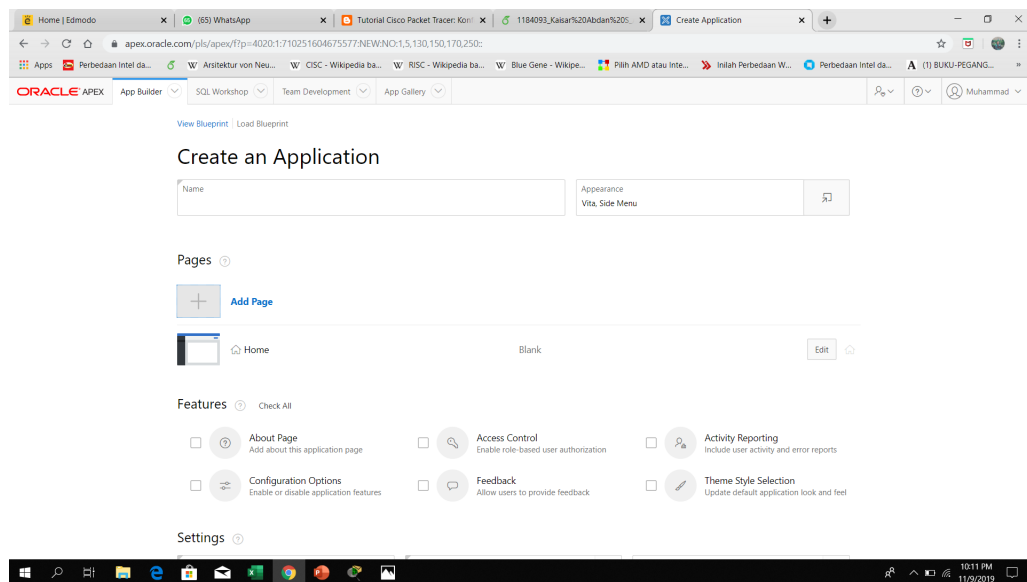 Home | Edmodo
(65) WhatsApp
Tutorial Cisco Packet Tracer: Kont
1184093_Kaisar%20Abdan%20S_
Create Application
apex.oracle.com/pls/apex/f?p=4020:1:710251604675577:NEW:NO:1,5,130,150,170,250::
Apps
Perbedaan Intel da...
Arsitektur von Neu...
CISC - Wikipedia ba...
RISC - Wikipedia ba...
Blue Gene - Wikipe...
Pilih AMD atau Inte...
Inilah Perbedaan W...
Perbedaan Intel da...
(1) BUKU-PEGANG...
ORACLE APEX
App Builder
SQL Workshop
Team Development
App Gallery
Muhammad
View Blueprint
Load Blueprint
Create an Application
Name
Appearance
Vita, Side Menu
Pages
Add Page
Home
Blank
Edit
Features
Check All
About Page
Add about this application page
Access Control
Enable role-based user authorization
Activity Reporting
Include user activity and error reports
Configuration Options
Enable or disable application features
Feedback
Allow users to provide feedback
Theme Style Selection
Update default application look and feel
Settings
10:11 PM
11/9/2019